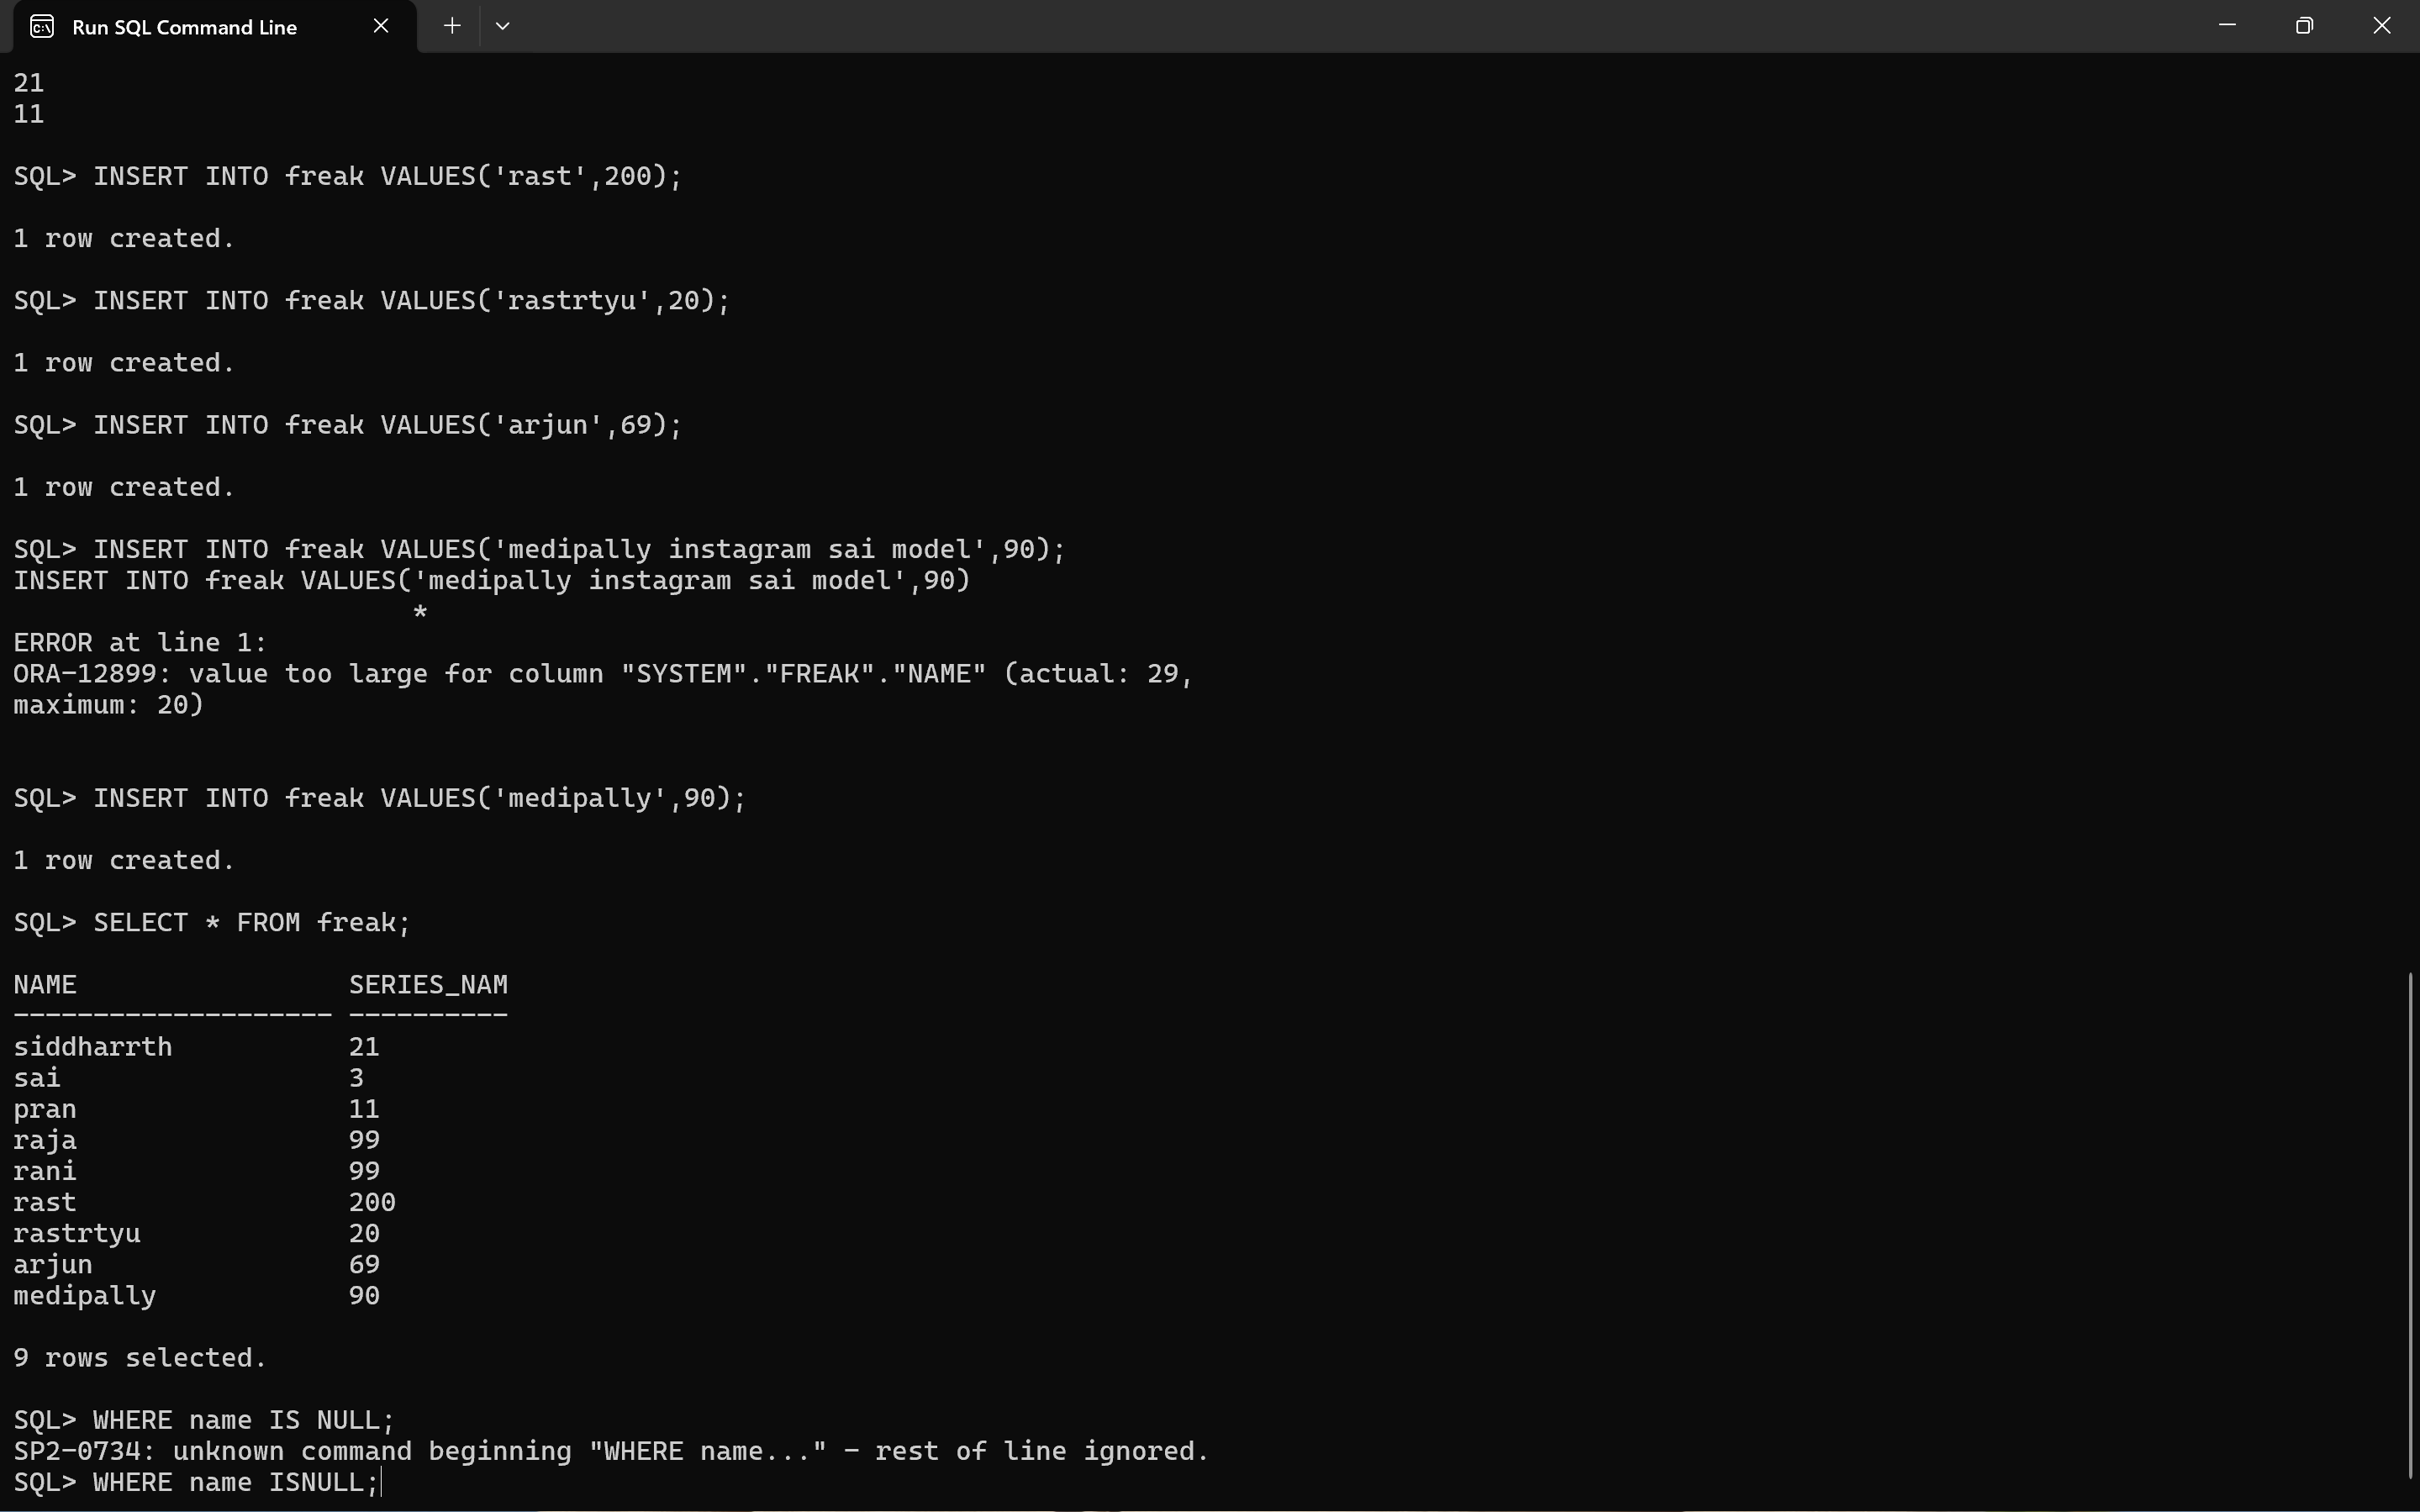 Run SQL Command Line
21
11
SQL> INSERT INTO freak VALUES('rast',200);
1 row created.
SQL> INSERT INTO freak VALUES('rastrtyu',20);
1 row created.
SQL> INSERT INTO freak VALUES('arjun',69);
1 row created.
SQL> INSERT INTO freak VALUES('medipally instagram sai model',90);
INSERT INTO freak VALUES('medipally instagram sai model',90)
*
ERROR at line 1:
ORA-12899: value too large for column "SYSTEM"."FREAK"."NAME" (actual: 29,
maximum: 20)
SQL> INSERT INTO freak VALUES('medipally',90);
1 row created.
SQL> SELECT * FROM freak;
NAME                 SERIES_NAM
-------------------- ----------
siddharrth           21
sai                  3
pran                 11
raja                 99
rani                 99
rast                 200
rastrtyu             20
arjun                69
medipally            90
9 rows selected.
SQL> WHERE name IS NULL;
SP2-0734: unknown command beginning "WHERE name..." - rest of line ignored.
SQL> WHERE name ISNULL;